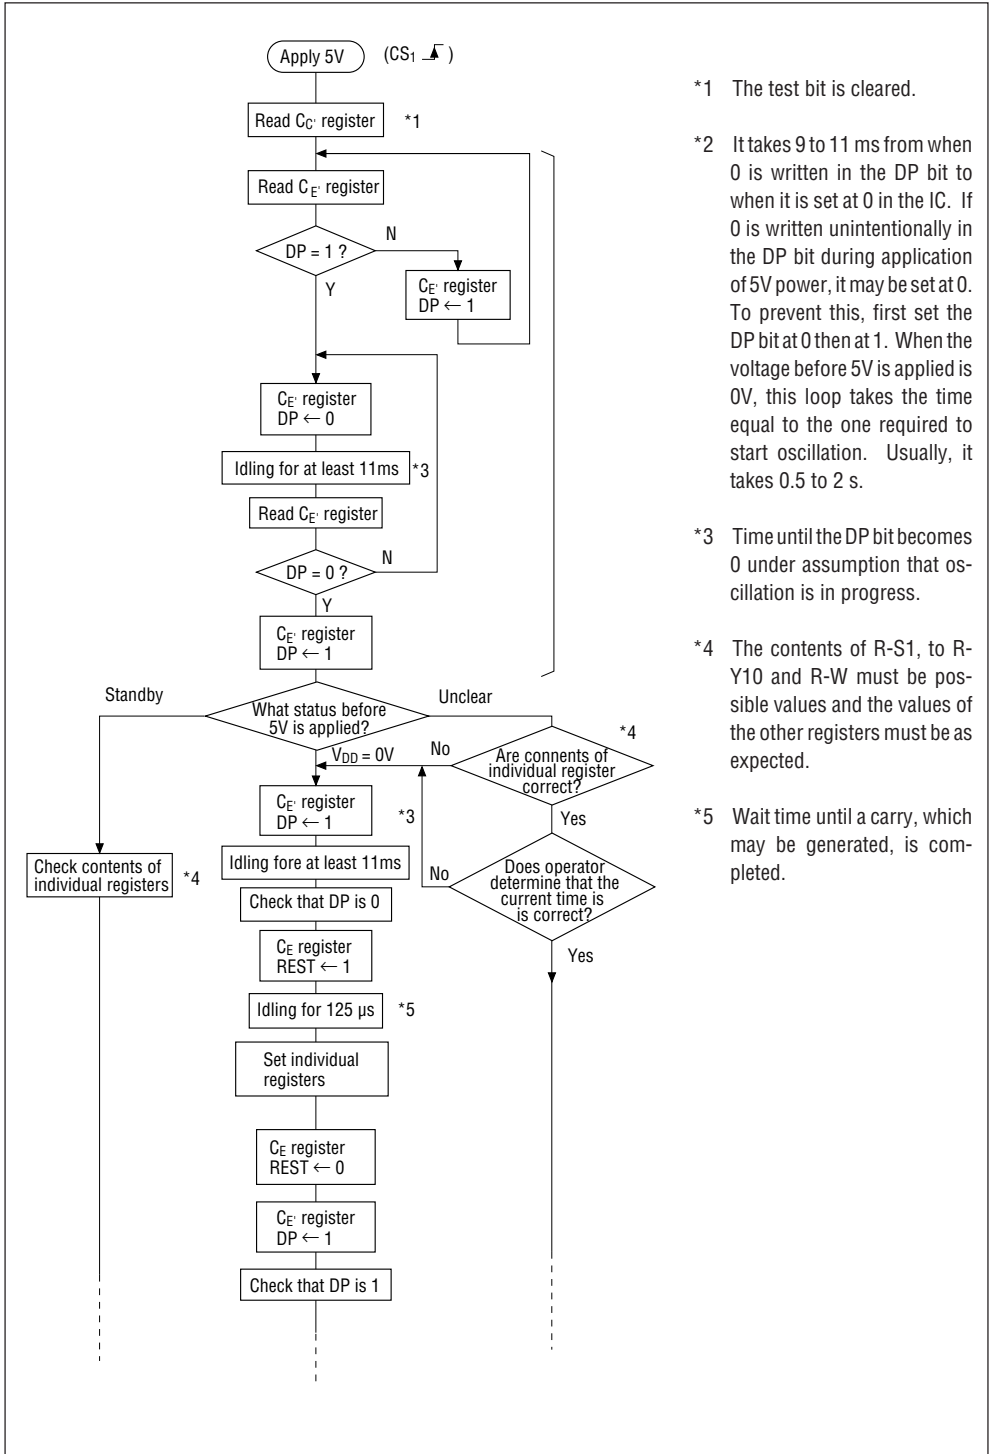 Apply 5V
(CS1 )
Read CC' register
*1
Read CE' register
DP = 1 ?
N
Y
CE' register
DP ← 1
CE' register
DP ← 0
Idling for at least 11ms
*3
Read CE' register
DP = 0 ?
N
Y
CE' register
DP ← 1
What status before
5V is applied?
Standby
Unclear
VDD = 0V
No
Are connents of
individual register
correct?
*4
Yes
CE' register
DP ← 1
*3
Check contents of
individual registers
*4
Idling fore at least 11ms
No
Does operator
determine that the
current time is
is correct?
Yes
Check that DP is 0
CE register
REST ← 1
Idling for 125 µs
*5
Set individual
registers
CE register
REST ← 0
CE' register
DP ← 1
Check that DP is 1
*1 The test bit is cleared.
*2 It takes 9 to 11 ms from when
0 is written in the DP bit to
when it is set at 0 in the IC. If
0 is written unintentionally in
the DP bit during application
of 5V power, it may be set at 0.
To prevent this, first set the
DP bit at 0 then at 1. When the
voltage before 5V is applied is
0V, this loop takes the time
equal to the one required to
start oscillation. Usually, it
takes 0.5 to 2 s.
*3 Time until the DP bit becomes
0 under assumption that os-
cillation is in progress.
*4 The contents of R-S1, to R-
Y10 and R-W must be pos-
sible values and the values of
the other registers must be as
expected.
*5 Wait time until a carry, which
may be generated, is com-
pleted.